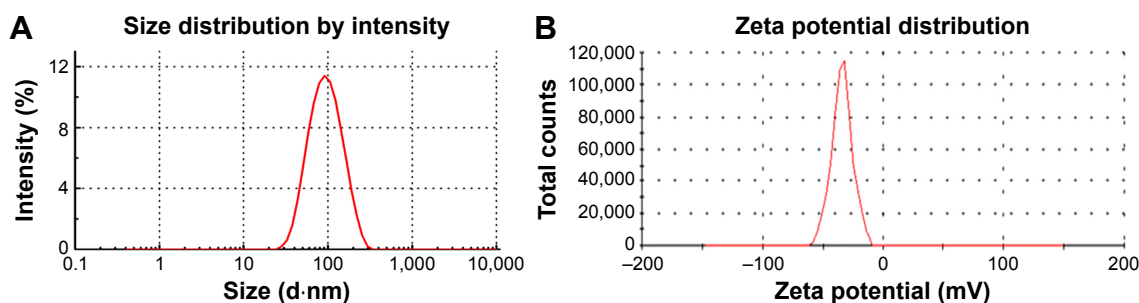 A
Size distribution by intensity
12
8
4
0
0.1
1
10
100
1,000
10,000
Intensity (%)
Size (d·nm)
B
Zeta potential distribution
120,000
100,000
80,000
60,000
40,000
20,000
0
–200
–100
0
100
200
Total counts
Zeta potential (mV)